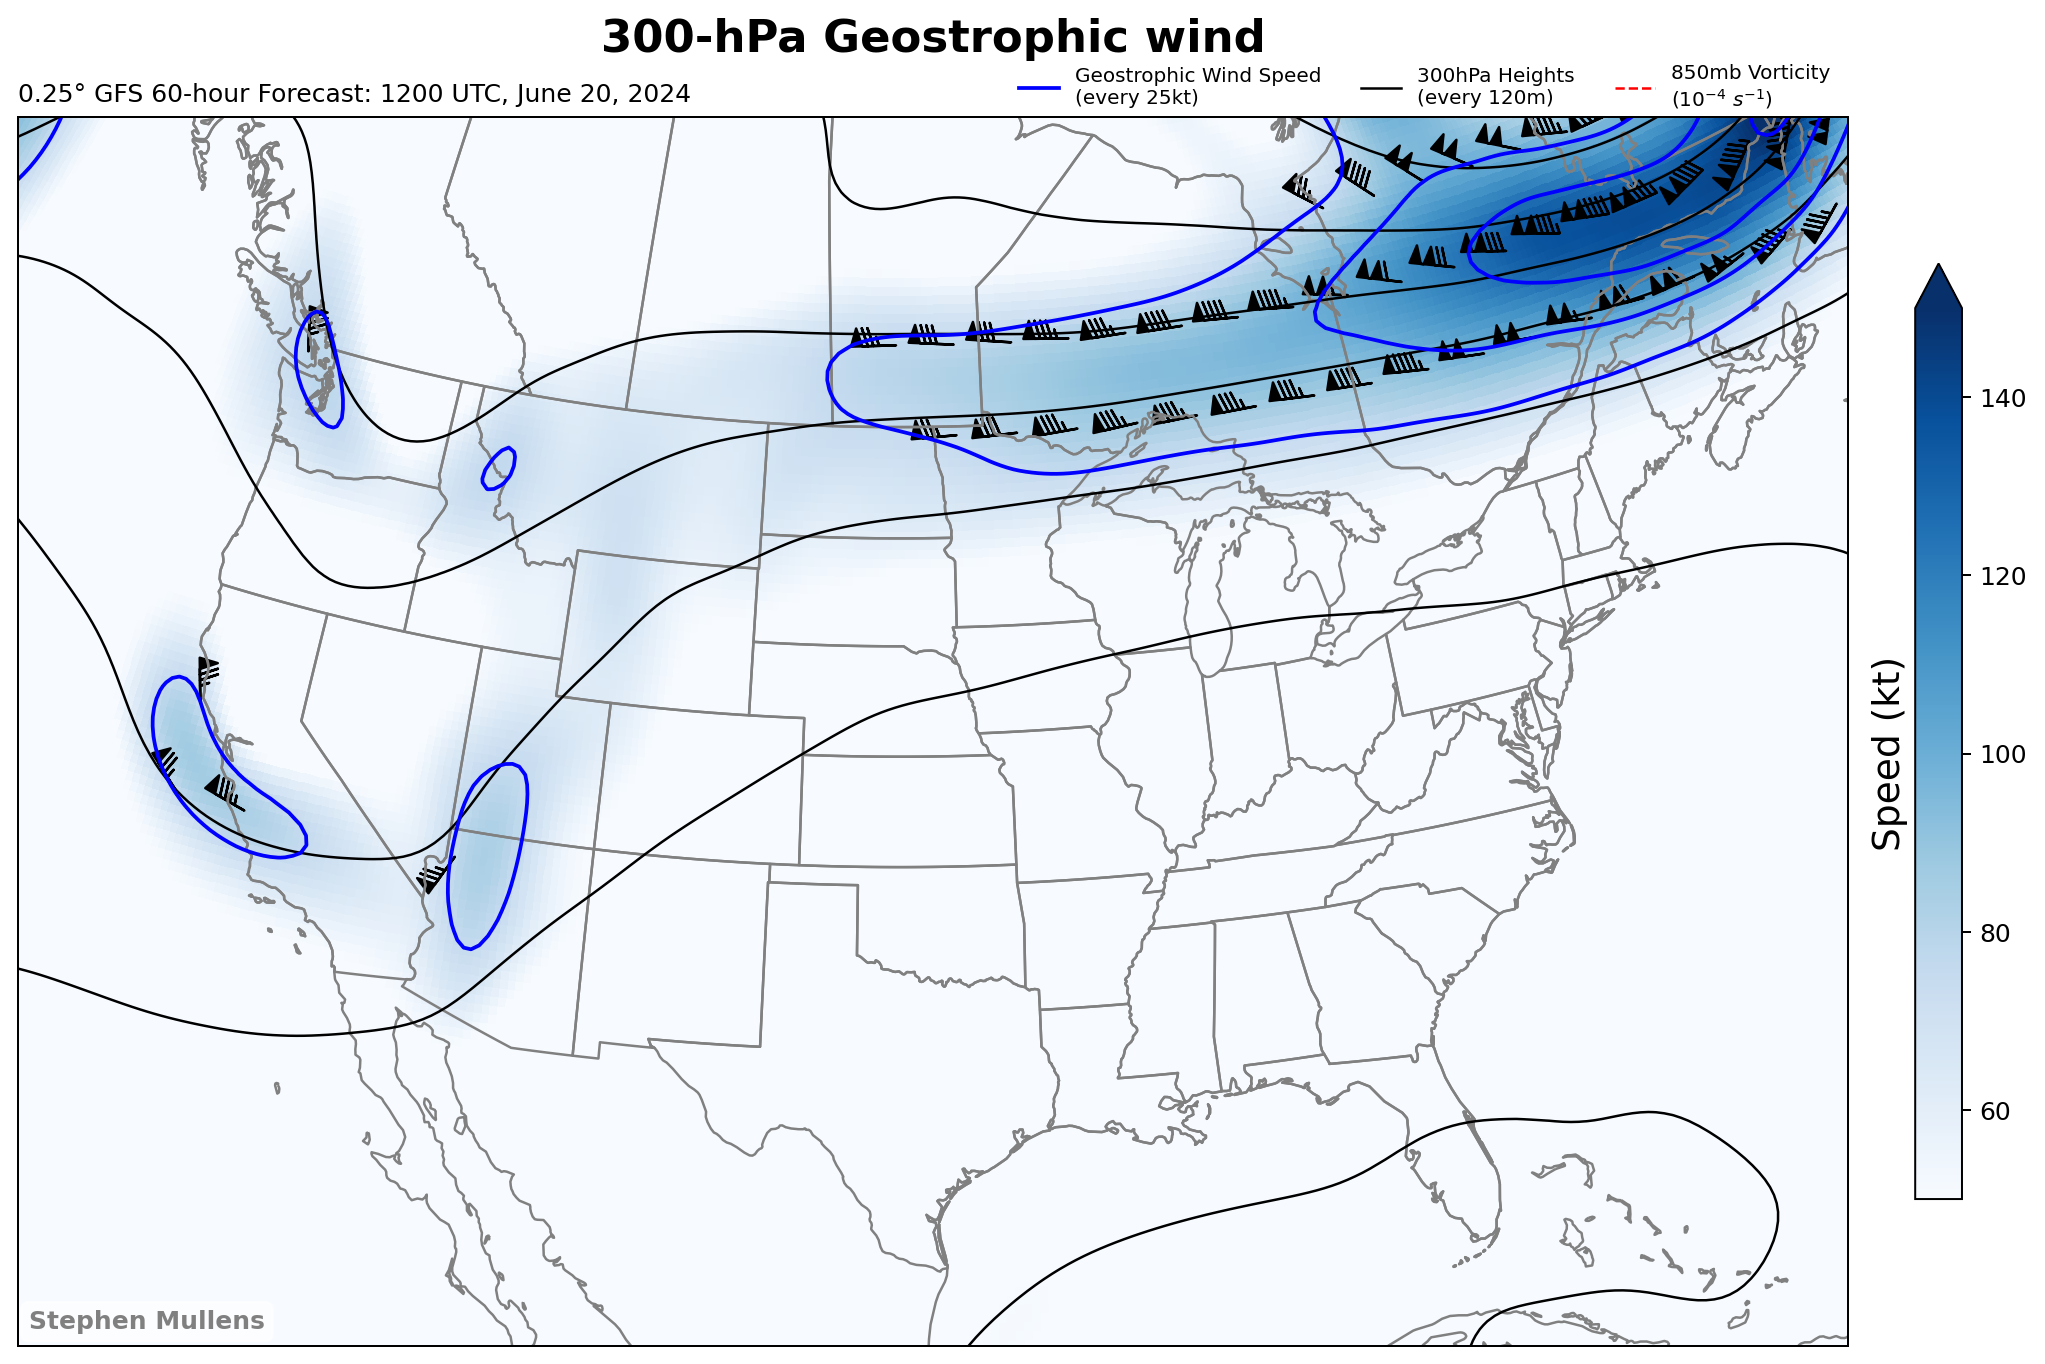 300-hPa Geostrophic wind
0.25° GFS 60-hour Forecast: 1200 UTC, June 20, 2024
Geostrophic Wind Speed
(every 25kt)
300hPa Heights
(every 120m)
850mb Vorticity
(10⁻⁴ s⁻¹)
140
120
100
80
60
Speed (kt)
Stephen Mullens